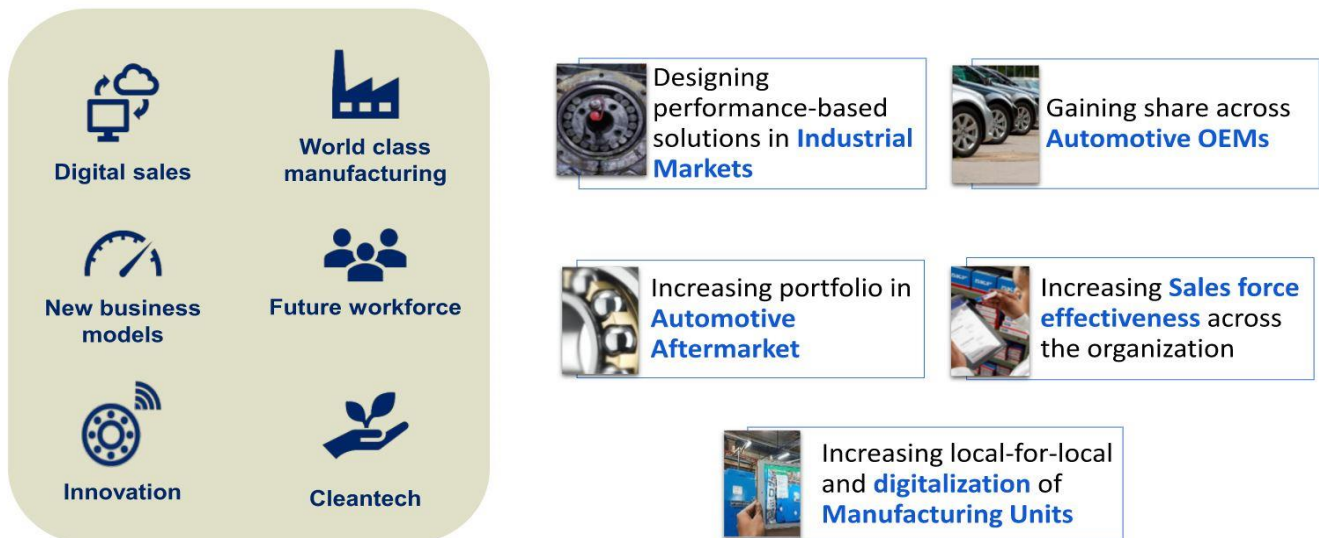 Digital sales
World class
manufacturing
New business
models
Future workforce
Innovation
Cleantech
Designing
performance-based
solutions in Industrial
Markets
Gaining share across
Automotive OEMs
Increasing portfolio in
Automotive
Aftermarket
Increasing Sales force
effectiveness across
the organization
Increasing local-for-local
and digitalization of
Manufacturing Units